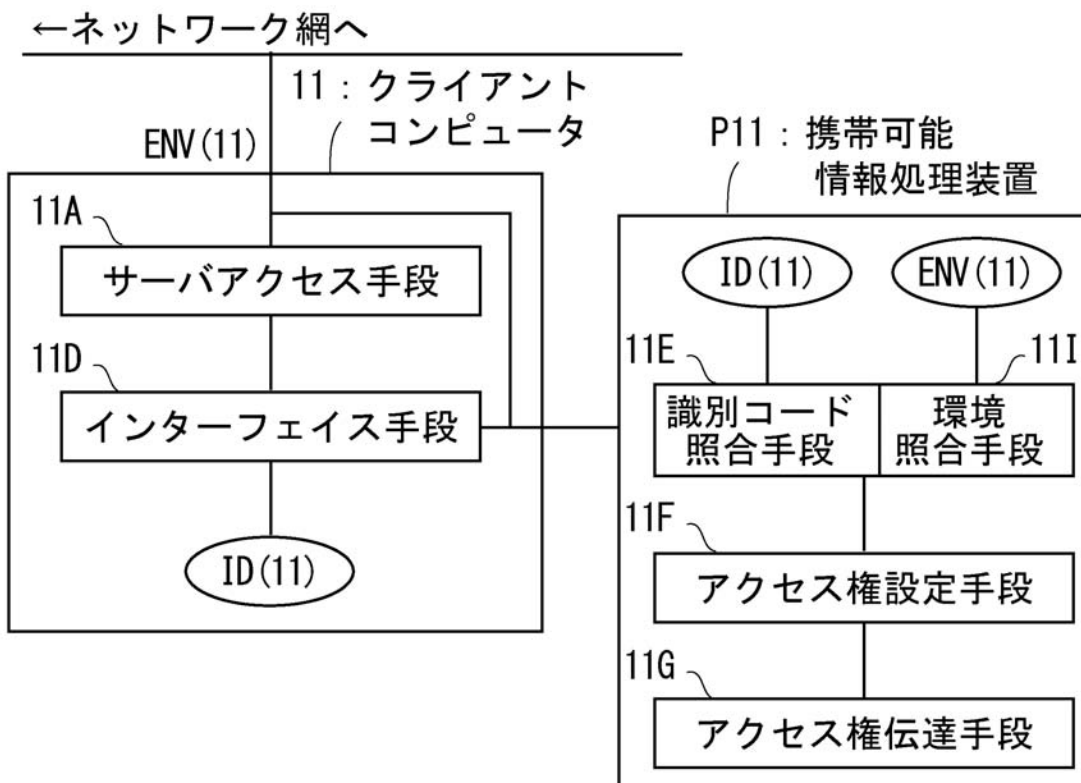 ←ネットワーク網へ
11：クライアント
コンピュータ
ENV(11)
11A
サーバアクセス手段
11D
インターフェイス手段
ID(11)
P11：携帯可能
情報処理装置
ID(11)
ENV(11)
11E
11I
識別コード
照合手段
環境
照合手段
11F
アクセス権設定手段
11G
アクセス権伝達手段